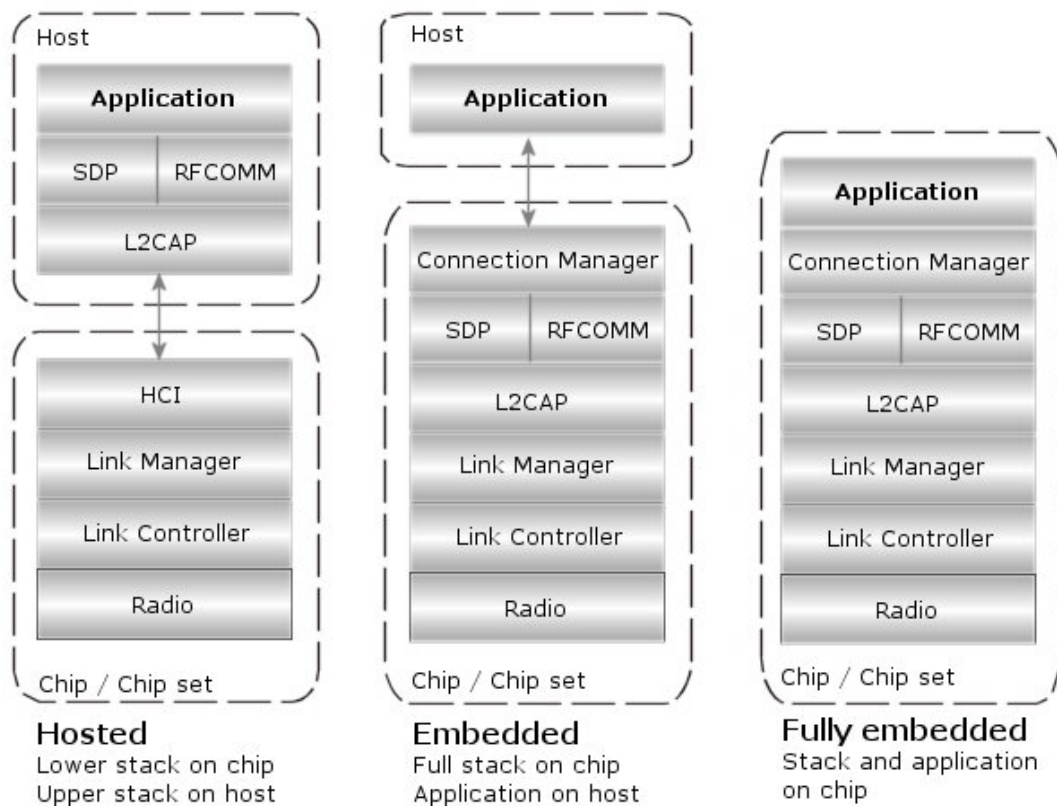 Host
Application
SDP
RFCOMM
L2CAP
HCI
Link Manager
Link Controller
Radio
Chip / Chip set
Hosted
Lower stack on chip
Upper stack on host
Host
Application
Connection Manager
SDP
RFCOMM
L2CAP
Link Manager
Link Controller
Radio
Chip / Chip set
Embedded
Full stack on chip
Application on host
Application
Connection Manager
SDP
RFCOMM
L2CAP
Link Manager
Link Controller
Radio
Chip / Chip set
Fully embedded
Stack and application
on chip